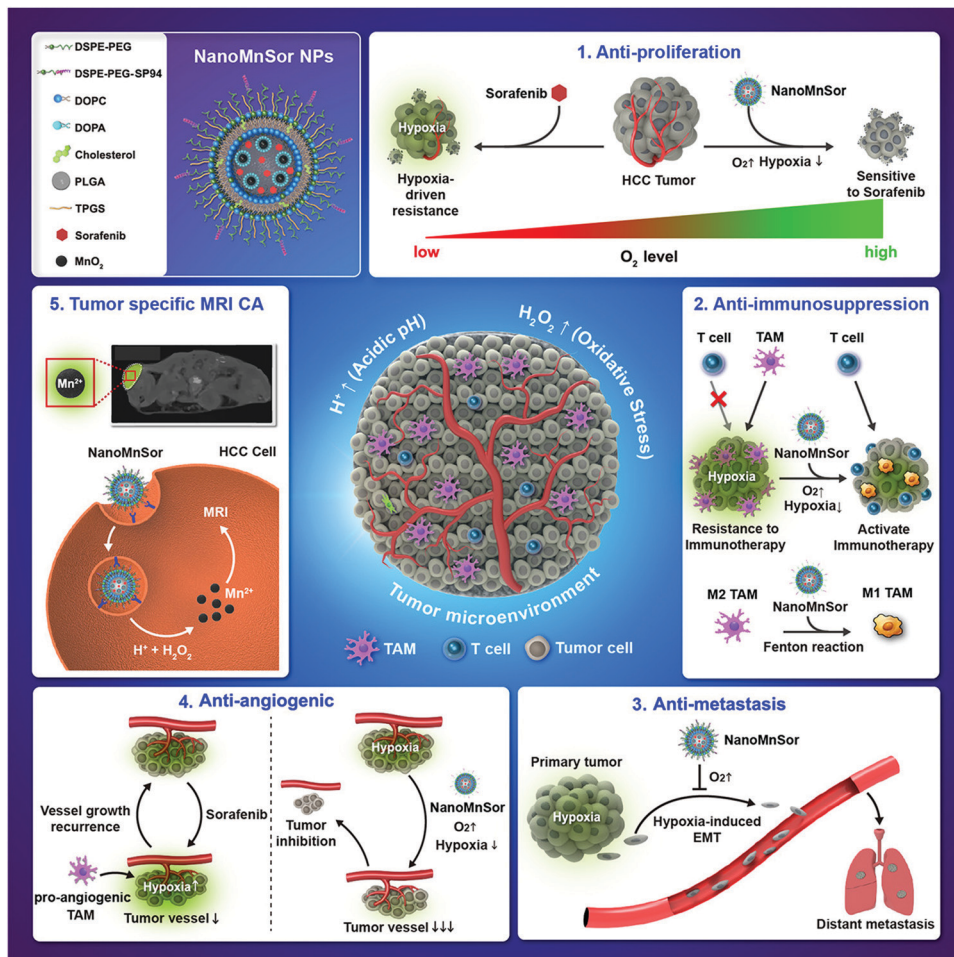 DSPE-PEG
DSPE-PEG-SP94
DOPC
DOPA
Cholesterol
PLGA
TPGS
Sorafenib
MnO₂
NanoMnSor NPs
1. Anti-proliferation
Sorafenib
NanoMnSor
Hypoxia
O₂↑ Hypoxia ↓
Hypoxia-
driven
resistance
HCC Tumor
Sensitive
to Sorafenib
low
O₂ level
high
5. Tumor specific MRI CA
Mn²⁺
NanoMnSor
HCC Cell
MRI
Mn²⁺
H⁺ + H₂O₂
H⁺↑ (Acidic pH)
H₂O₂ ↑ (Oxidative Stress)
Tumor microenvironment
TAM
T cell
Tumor cell
2. Anti-immunosuppression
T cell
TAM
T cell
NanoMnSor
Hypoxia
O₂↑
Hypoxia↓
Resistance to
Immunotherapy
Activate
Immunotherapy
M2 TAM
NanoMnSor
M1 TAM
Fenton reaction
4. Anti-angiogenic
Vessel growth
recurrence
Sorafenib
pro-angiogenic
TAM
Hypoxia↑
Tumor vessel ↓
Hypoxia
Tumor
inhibition
NanoMnSor
O₂↑
Hypoxia ↓
Tumor vessel ↓↓↓
3. Anti-metastasis
NanoMnSor
Primary tumor
O₂↑
Hypoxia
Hypoxia-induced
EMT
Distant metastasis